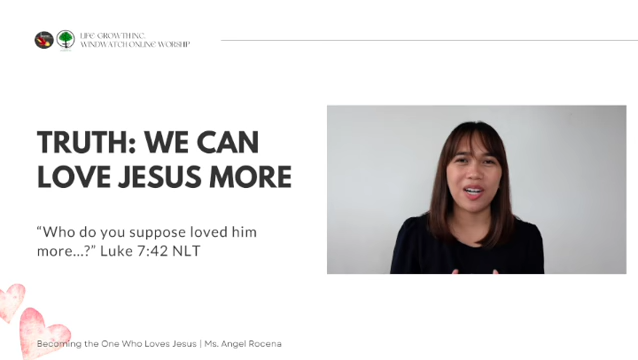 LIFE GROWTH INC.
WINDWATCH ONLINE WORSHIP
TRUTH: WE CAN
LOVE JESUS MORE
“Who do you suppose loved him
more...?” Luke 7:42 NLT
Becoming the One Who Loves Jesus | Ms. Angel Rocena